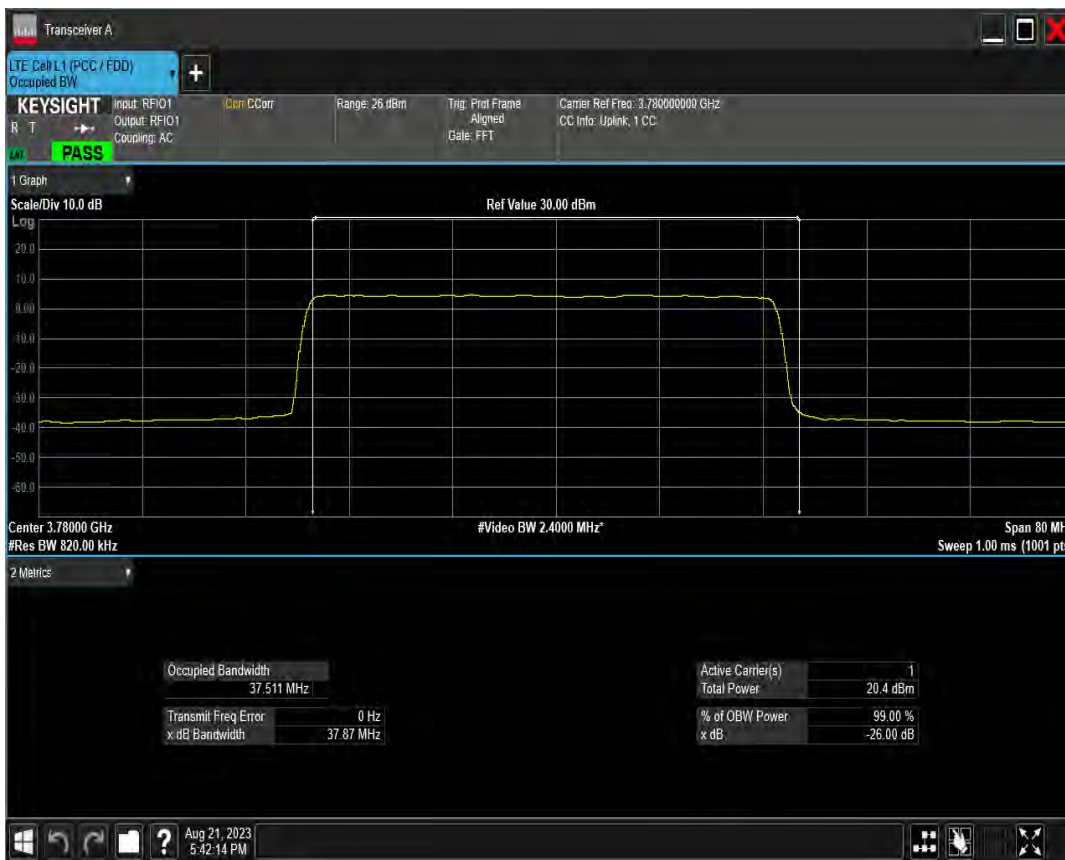 Transceiver A
LTE Cell L1 (PCC / FDD)
Occupied BW
+
KEYSIGHT
R T
PASS
Input: RFIO1
Output: RFIO1
Coupling: AC
Corr CCorr
Range: 26 dBm
Trig: Prot Frame
Aligned
Gate: FFT
Carrier Ref Freq: 3.780000000 GHz
CC Info: Uplink, 1 CC
1 Graph
Scale/Div 10.0 dB
Ref Value 30.00 dBm
Log
20.0
10.0
0.00
-10.0
-20.0
-30.0
-40.0
-50.0
-60.0
Center 3.78000 GHz
#Video BW 2.4000 MHz*
Span 80 MH
#Res BW 820.00 kHz
Sweep 1.00 ms (1001 pts
2 Metrics
Occupied Bandwidth
37.511 MHz
Transmit Freq Error 0 Hz
x dB Bandwidth 37.87 MHz
Active Carrier(s) 1
Total Power 20.4 dBm
% of OBW Power 99.00 %
x dB -26.00 dB
?
Aug 21, 2023
5:42:14 PM